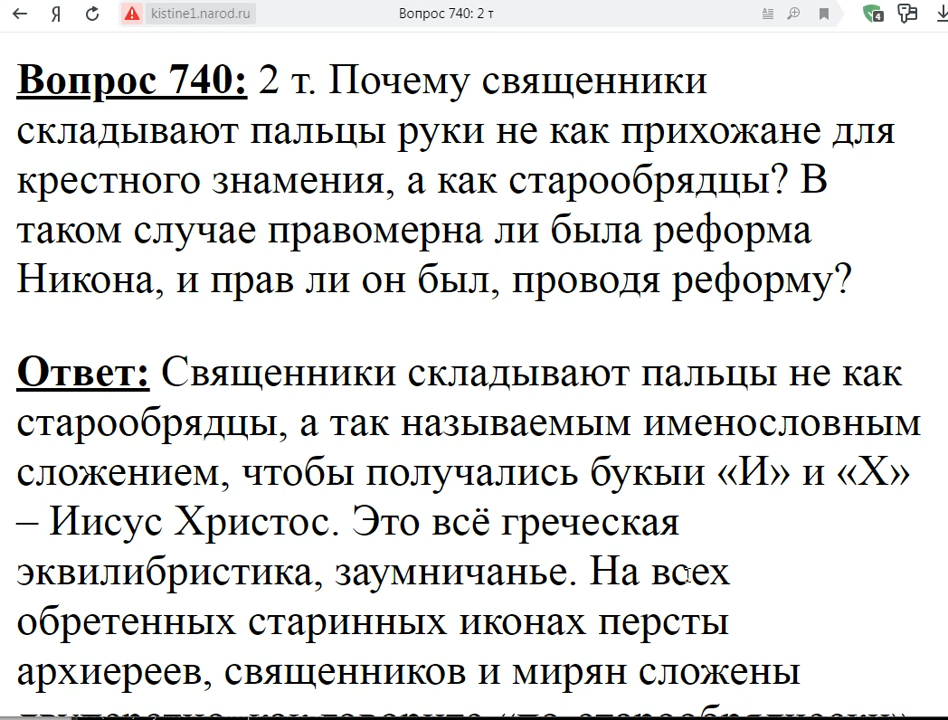 kistine1.narod.ru
Вопрос 740: 2 т
4
Вопрос 740: 2 т. Почему священники
складывают пальцы руки не как прихожане для
крестного знамения, а как старообрядцы? В
таком случае правомерна ли была реформа
Никона, и прав ли он был, проводя реформу?
Ответ: Священники складывают пальцы не как
старообрядцы, а так называемым именословным
сложением, чтобы получались букыи «И» и «Х»
– Иисус Христос. Это всё греческая
эквилибристика, заумничанье. На всех
обретенных старинных иконах персты
архиереев, священников и мирян сложены